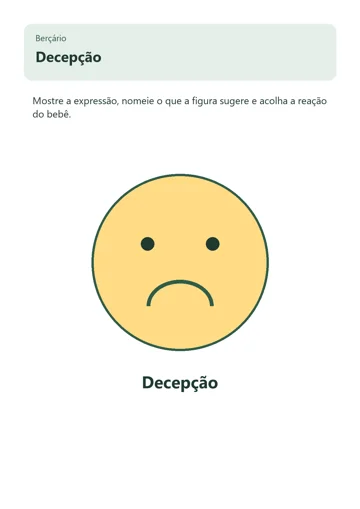 Berçário
Decepção
Mostre a expressão, nomeie o que a figura sugere e acolha a reação
do bebê.
Decepção